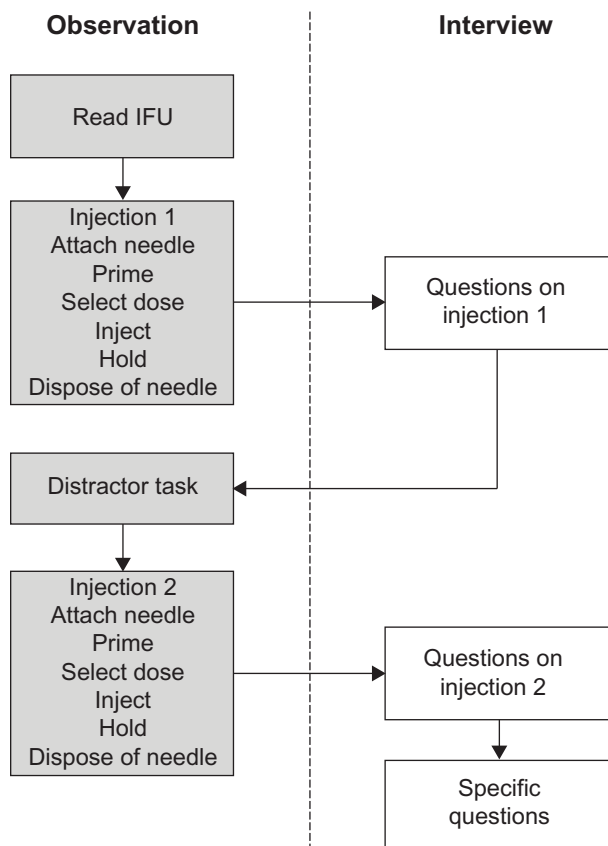 Observation
Interview
Read IFU
Injection 1
Attach needle
Prime
Select dose
Inject
Hold
Dispose of needle
Questions on
injection 1
Distractor task
Injection 2
Attach needle
Prime
Select dose
Inject
Hold
Dispose of needle
Questions on
injection 2
Specific
questions